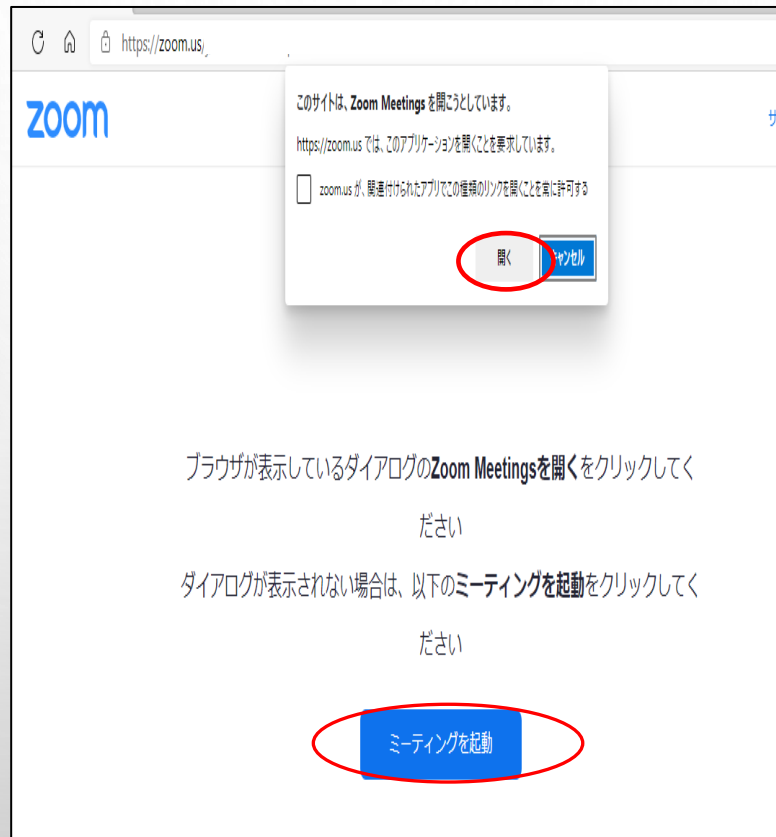 https://zoom.us/
zoom
サ
このサイトは、Zoom Meetings を開こうとしています。
https://zoom.us では、このアプリケーションを開くことを要求しています。
zoom.us が、関連付けられたアプリでこの種類のリンクを開くことを常に許可する
開く
キャンセル
ブラウザが表示しているダイアログのZoom Meetingsを開くをクリックしてく
ださい
ダイアログが表示されない場合は、以下のミーティングを起動をクリックしてく
ださい
ミーティングを起動